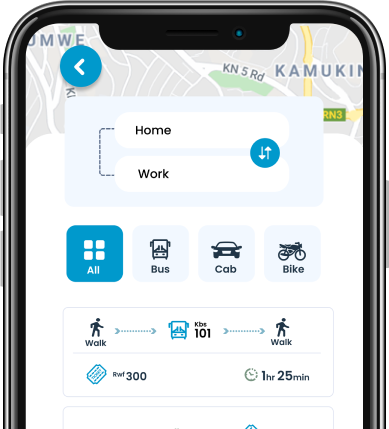 UMWE
KN 5 Rd
KAMUKIN
RN3
Home
Work
All
Bus
Cab
Bike
Walk
Kbs
101
Walk
Rwf 300
1hr 25min